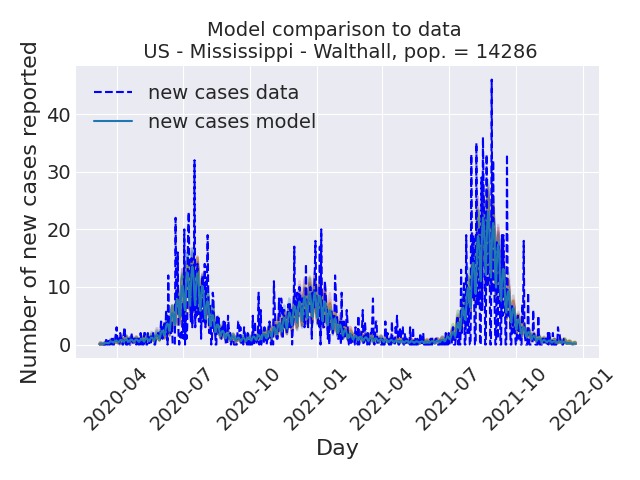 Model comparison to data
US - Mississippi - Walthall, pop. = 14286
Number of new cases reported
new cases data
new cases model
40
30
20
10
0
2020-04
2020-07
2020-10
2021-01
2021-04
2021-07
2021-10
2022-01
Day